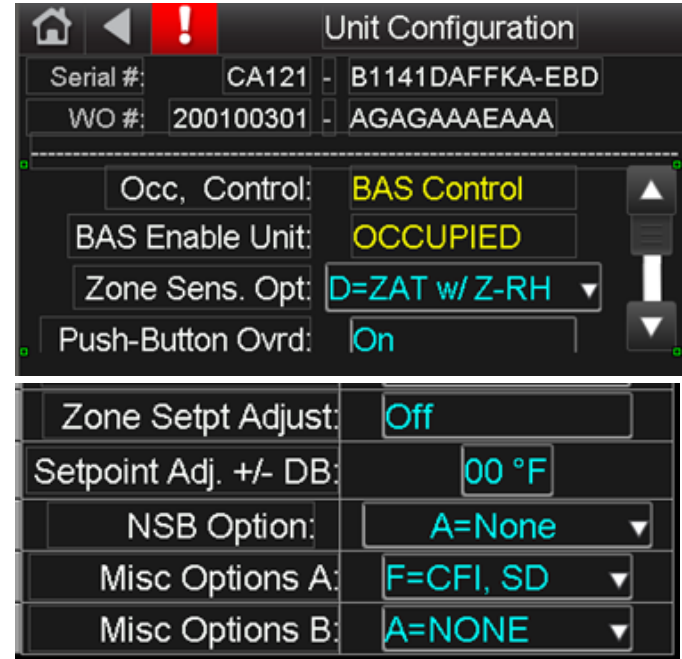 ! Unit Configuration
Serial #: CA121 - B1141DAFFKA-EBD
WO #: 200100301 - AGAGAAAEAAA
Occ, Control: BAS Control
BAS Enable Unit: OCCUPIED
Zone Sens. Opt: D=ZAT w/ Z-RH
Push-Button Ovrd: On
Zone Setpt Adjust: Off
Setpoint Adj. +/- DB: 00 °F
NSB Option: A=None
Misc Options A: F=CFI, SD
Misc Options B: A=NONE